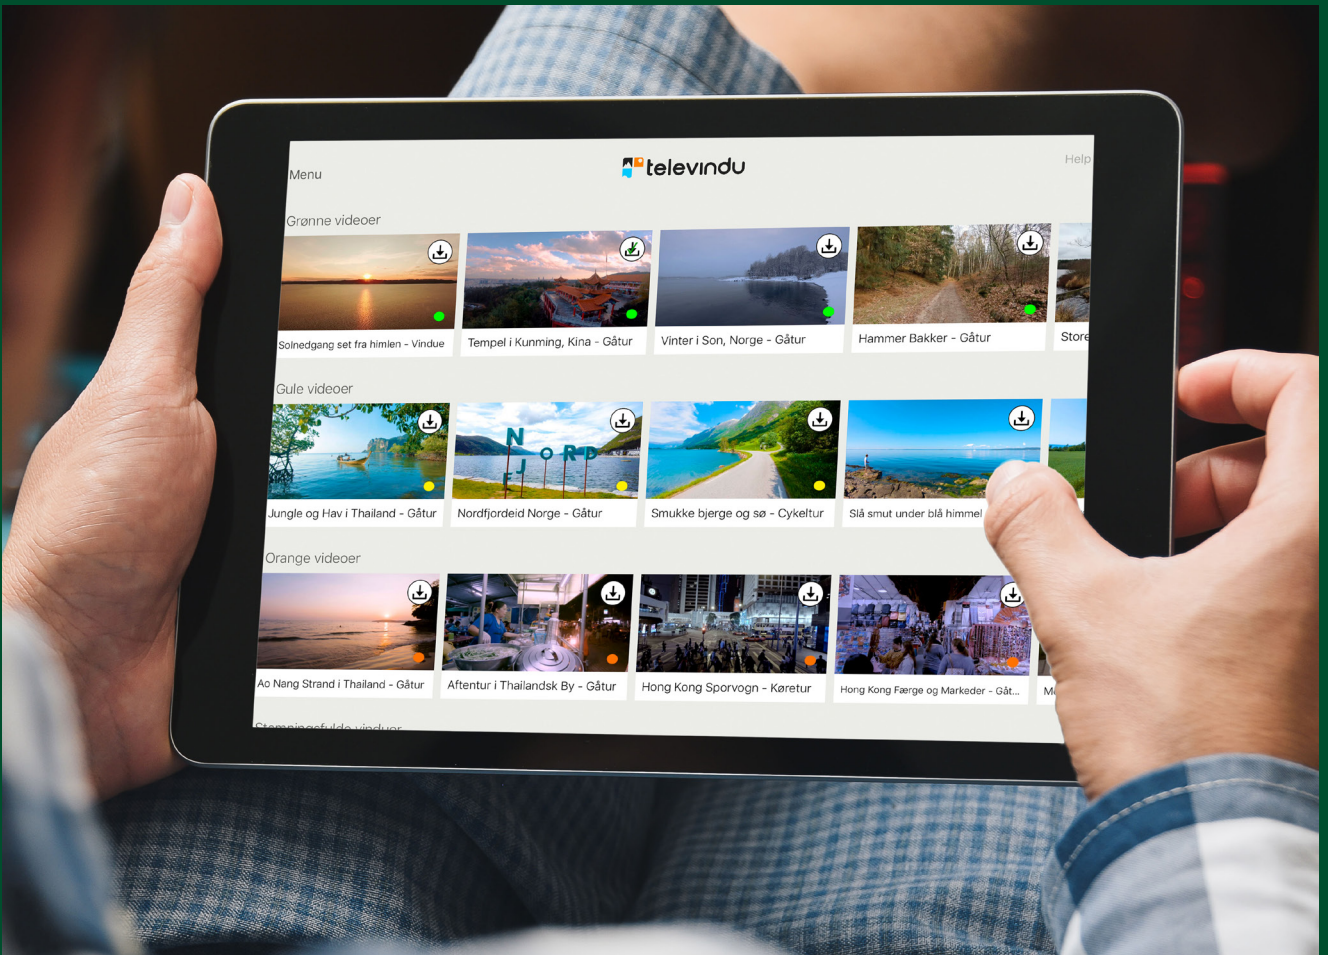 Menu
televindu
Help
Grønne videoer
Solnedgang set fra himlen - Vindue
Tempel i Kunming, Kina - Gåtur
Vinter i Son, Norge - Gåtur
Hammer Bakker - Gåtur
Store
Gule videoer
N
O R D
F J
Jungle og Hav i Thailand - Gåtur
Nordfjordeid Norge - Gåtur
Smukke bjerge og sø - Cykeltur
Slå smut under blå himmel
Orange videoer
Ao Nang Strand i Thailand - Gåtur
Aftentur i Thailandsk By - Gåtur
Hong Kong Sporvogn - Køretur
Hong Kong Færge og Markeder - Gåt...
Stemningsfulde vinduer